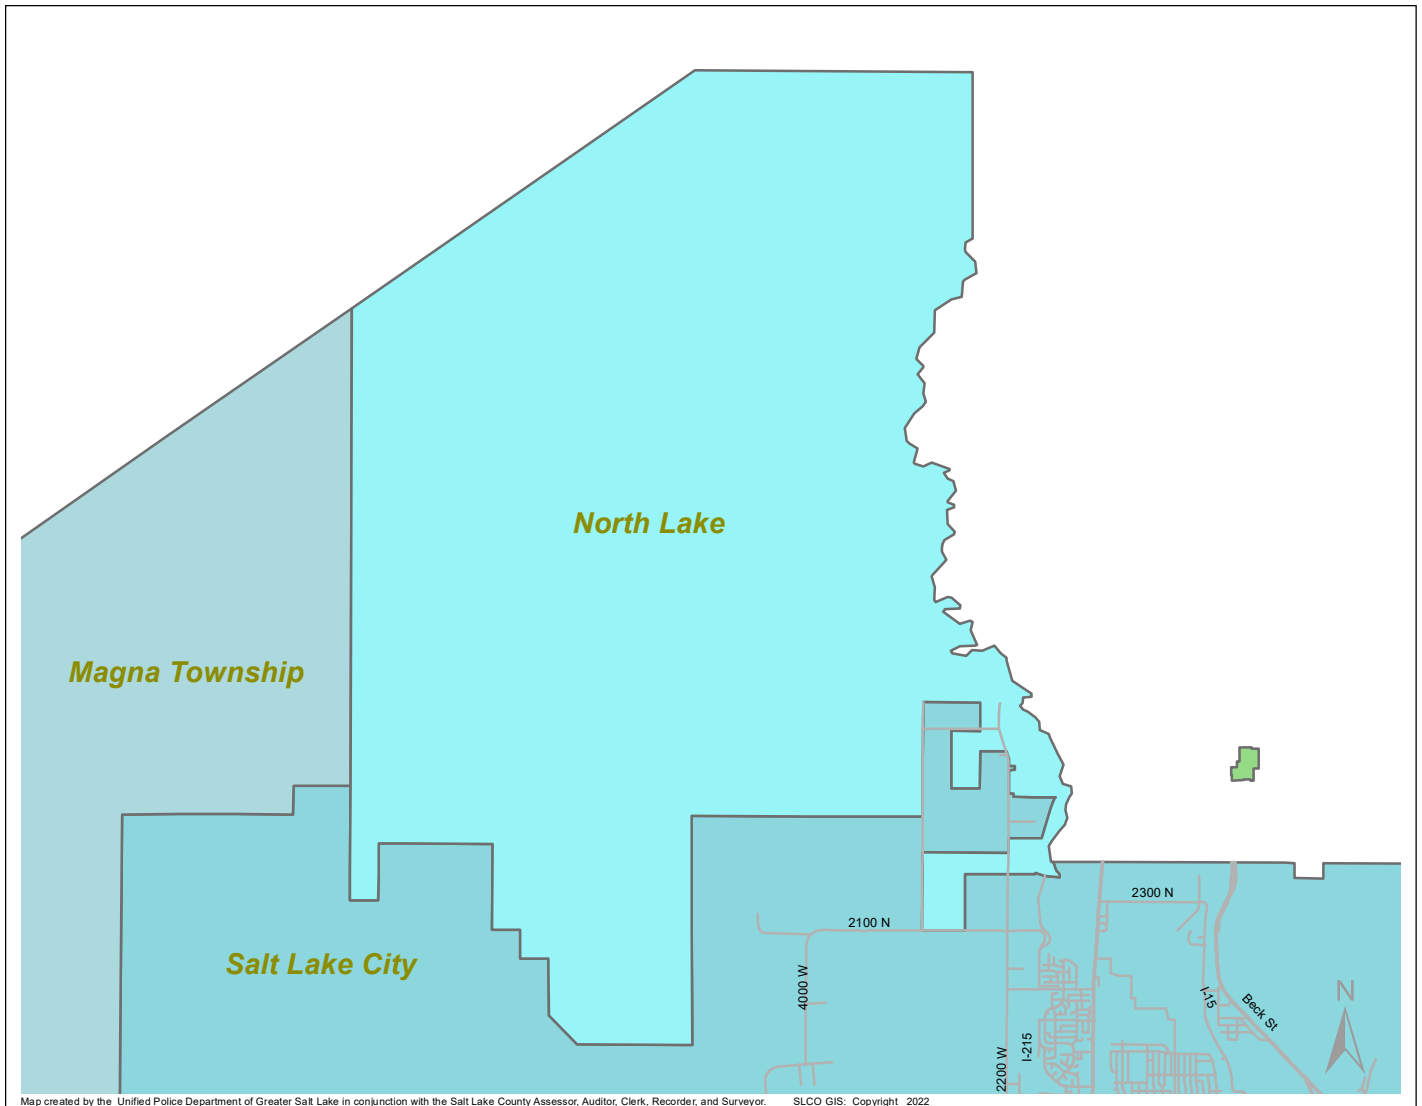 North Lake
Magna Township
2300 N
2100 N
Salt Lake City
4000 W
I-15
Beck St
N
I-215
2200 W
Map created by the Unified Police Department of Greater Salt Lake in conjunction with the Salt Lake County Assessor, Auditor, Clerk, Recorder, and Surveyor. SLCO GIS: Copyright 2022